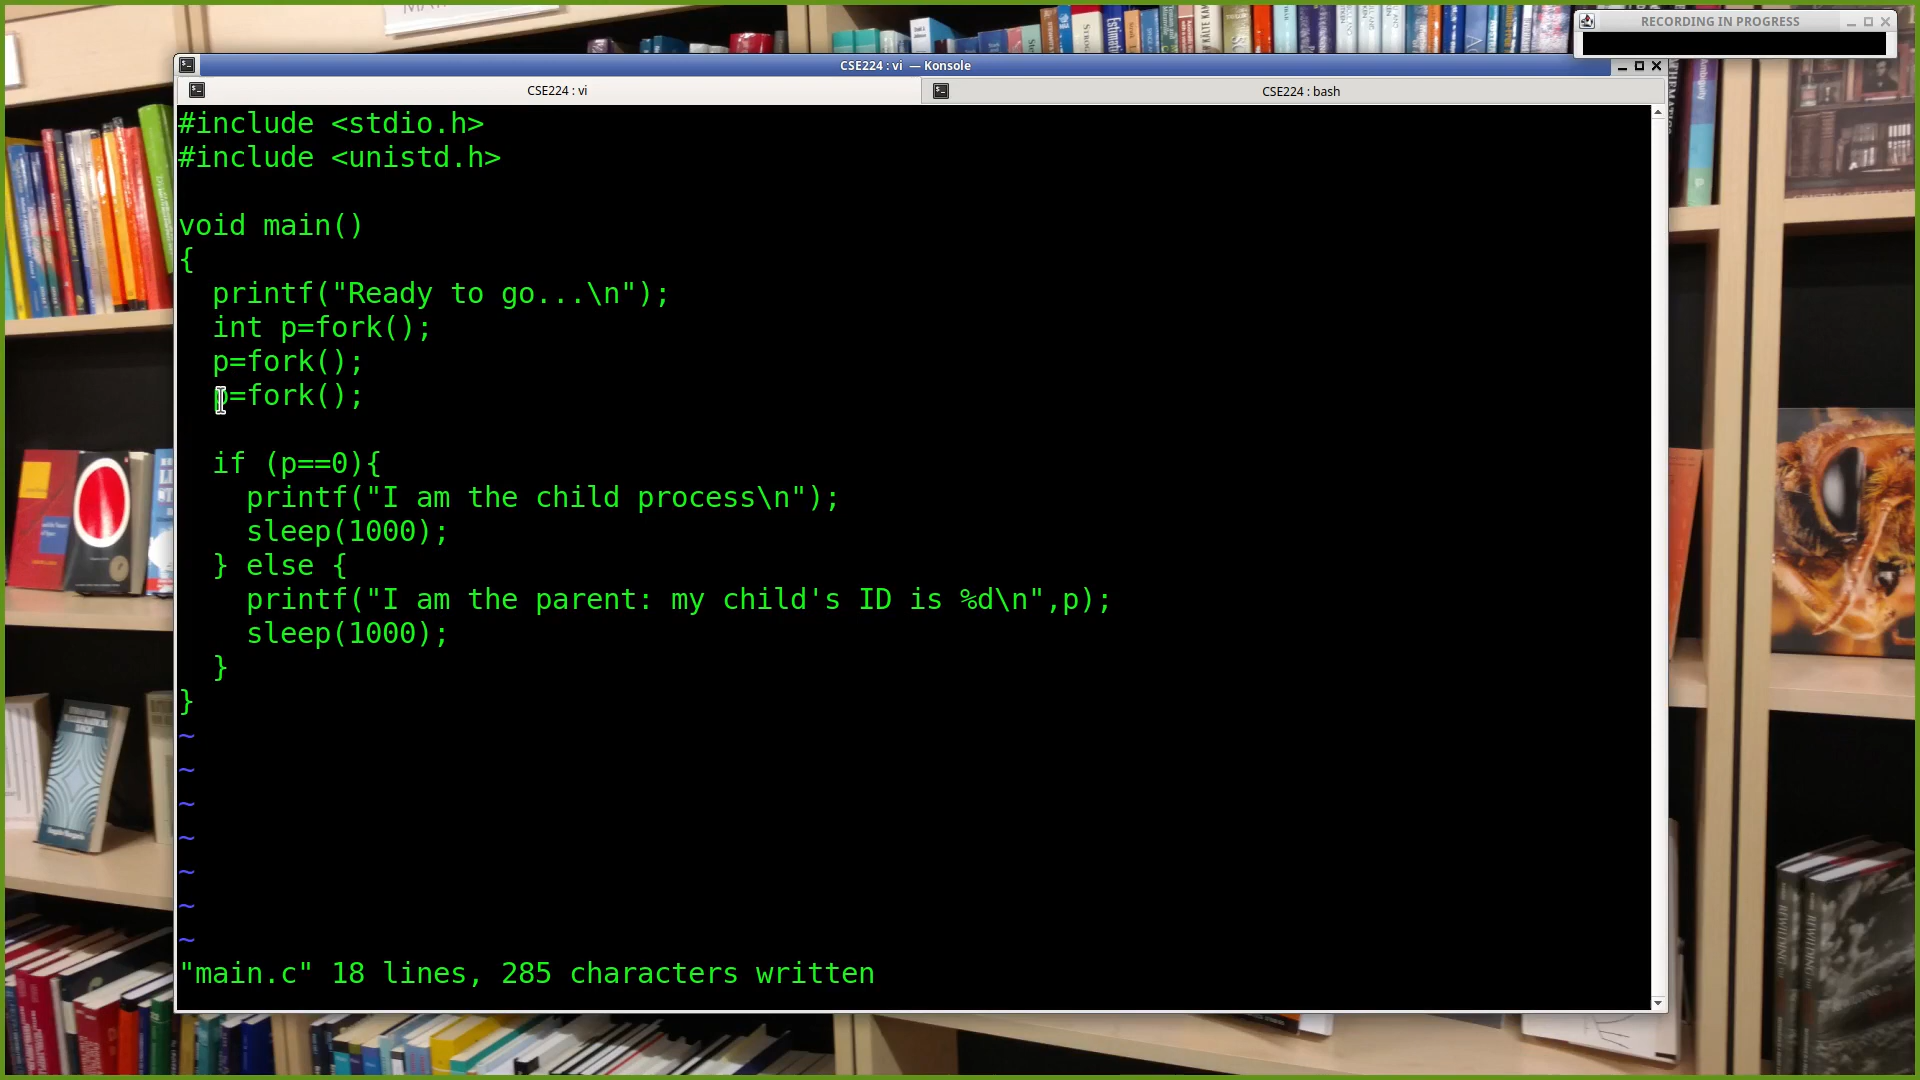 RECORDING IN PROGRESS
CSE224 : vi — Konsole
CSE224 : vi
CSE224 : bash
#include <stdio.h>
#include <unistd.h>
void main()
{
  printf("Ready to go...\n");
  int p=fork();
  p=fork();
  p=fork();
  if (p==0){
    printf("I am the child process\n");
    sleep(1000);
  } else {
    printf("I am the parent: my child's ID is %d\n",p);
    sleep(1000);
  }
}
~
~
~
~
~
~
~
"main.c" 18 lines, 285 characters written